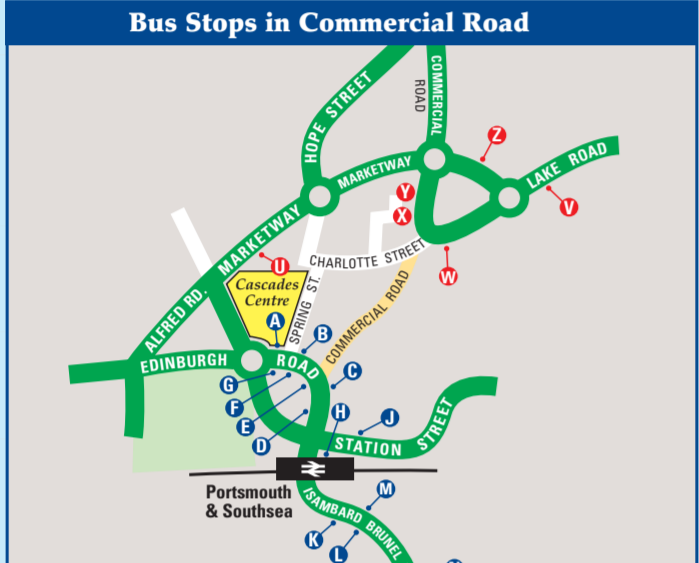 Bus Stops in Commercial Road
HOPE STREET
COMMERCIAL
ROAD
MARKETWAY
LAKE ROAD
Z
Y
X
V
W
MARKETWAY
U
CHARLOTTE STREET
Cascades
Centre
SPRING ST.
COMMERCIAL ROAD
ALFRED RD.
A
B
EDINBURGH
ROAD
C
G
F
E
D
H
J
STATION STREET
Portsmouth
& Southsea
ISAMBARD BRUNEL
M
K
L